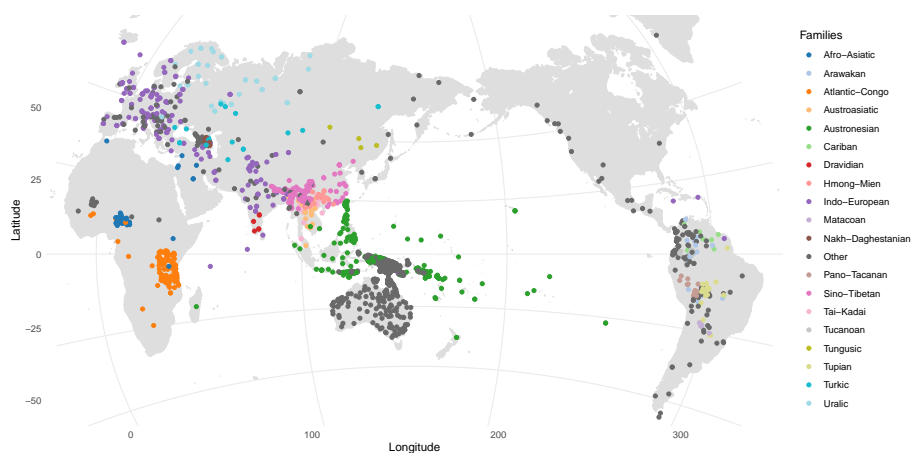 Families
Afro−Asiatic
Arawakan
Atlantic−Congo
Austroasiatic
Austronesian
Cariban
Dravidian
Hmong−Mien
Indo−European
Matacoan
Nakh−Daghestanian
Other
Pano−Tacanan
Sino−Tibetan
Tai−Kadai
Tucanoan
Tungusic
Tupian
Turkic
Uralic
Latitude
50
25
0
−25
−50
0
100
200
300
Longitude